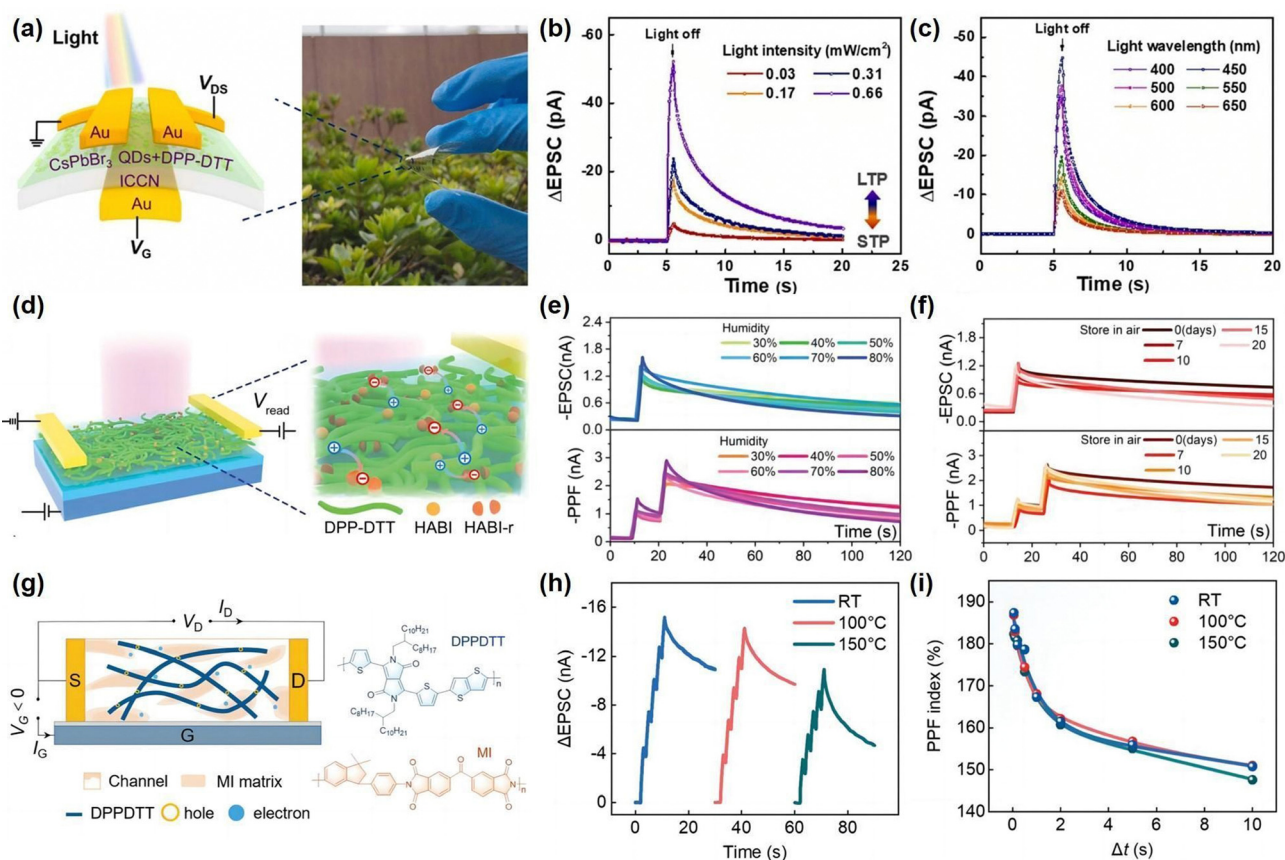 (a)
Light
V_DS
Au
Au
CsPbBr₃ QDs+DPP-DTT
ICCN
Au
V_G
(b)
Light off
Light intensity (mW/cm²)
0.03 0.31
0.17 0.66
ΔEPSC (pA)
-60
-50
-40
-30
-20
-10
0
LTP
STP
0 5 10 15 20 25
Time (s)
(c)
Light off
Light wavelength (nm)
400 450
500 550
600 650
ΔEPSC (pA)
-50
-40
-30
-20
-10
0
0 5 10 15 20
Time (s)
(d)
V_read
DPP-DTT HABI HABI-r
(e)
Humidity
30% 40% 50%
60% 70% 80%
-EPSC(nA)
2.4
1.8
1.2
0.6
0.0
Humidity
30% 40% 50%
60% 70% 80%
-PPF (nA)
3
2
1
0
Time (s)
0 20 40 60 80 100 120
(f)
Store in air 0(days) 15
7 20
10
-EPSC (nA)
1.8
1.2
0.6
0.0
Store in air 0(days) 15
7 20
10
-PPF (nA)
3
2
1
0
Time (s)
0 20 40 60 80 100 120
(g)
I_D
V_D
S
D
V_G < 0
I_G
G
Channel MI matrix
DPPDTT hole electron
DPPDTT
C₁₀H₂₁
C₈H₁₇
N
O
S
S
S
S
O
N
n
C₈H₁₇
C₁₀H₂₁
MI
O
O
O
N
N
O
O
n
(h)
RT
100°C
150°C
ΔEPSC (nA)
-16
-12
-8
-4
0
0 20 40 60 80 100
Time (s)
(i)
RT
100°C
150°C
PPF index (%)
190
180
170
160
150
140
0 2 4 6 8 10
Δt (s)